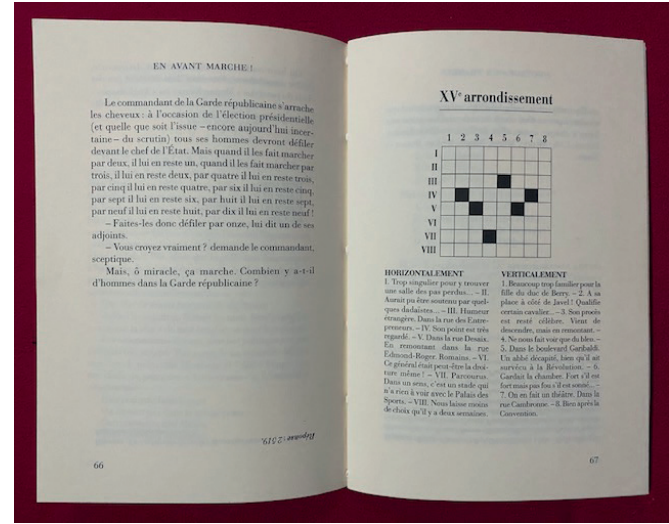 EN AVANT MARCHE !
Le commandant de la Garde républicaine s'arrache
les cheveux : à l'occasion de l'élection présidentielle
(et quelle que soit l'issue – encore aujourd'hui incer-
taine – du scrutin) tous ses hommes devront défiler
devant le chef de l'État. Mais quand il les fait marcher
par deux, il lui en reste un, quand il les fait marcher par
trois, il lui en reste deux, par quatre il lui en reste trois,
par cinq il lui en reste quatre, par six il lui en reste cinq,
par sept il lui en reste six, par huit il lui en reste sept,
par neuf il lui en reste huit, par dix il lui en reste neuf !
– Faites-les donc défiler par onze, lui dit un de ses
adjoints.
– Vous croyez vraiment ? demande le commandant,
sceptique.
Mais, ô miracle, ça marche. Combien y a-t-il
d'hommes dans la Garde républicaine ?
Réponse : 2519.
66
XVe arrondissement
1 2 3 4 5 6 7 8
I
II
III
IV
V
VI
VII
VIII
HORIZONTALEMENT
I. Trop singulier pour y trouver
une salle des pas perdus... – II.
Aurait pu être soutenu par quel-
ques dadaïstes... – III. Humeur
étrangère. Dans la rue des Entre-
preneurs. – IV. Son point est très
regardé. – V. Dans la rue Desaix.
En remontant dans la rue
Edmond-Roger. Romains. – VI.
Ce général était peut-être la droi-
ture même ! – VII. Parcourus.
Dans un sens, c'est un stade qui
n'a rien à voir avec le Palais des
Sports. – VIII. Nous laisse moins
de choix qu'il y a deux semaines.
VERTICALEMENT
1. Beaucoup trop familier pour la
fille du duc de Berry. – 2. A sa
place à côté de Javel ! Qualifie
certain cavalier... – 3. Son procès
est resté célèbre. Vient de
descendre, mais en remontant. –
4. Ne nous fait voir que du bleu. –
5. Dans le boulevard Garibaldi.
Un abbé décapité, bien qu'il ait
survécu à la Révolution. – 6.
Gardait la chambre. Fort s'il est
fort mais pas fou s'il est sonné... –
7. On en fait un théâtre. Dans la
rue Cambronne. – 8. Bien après la
Convention.
67